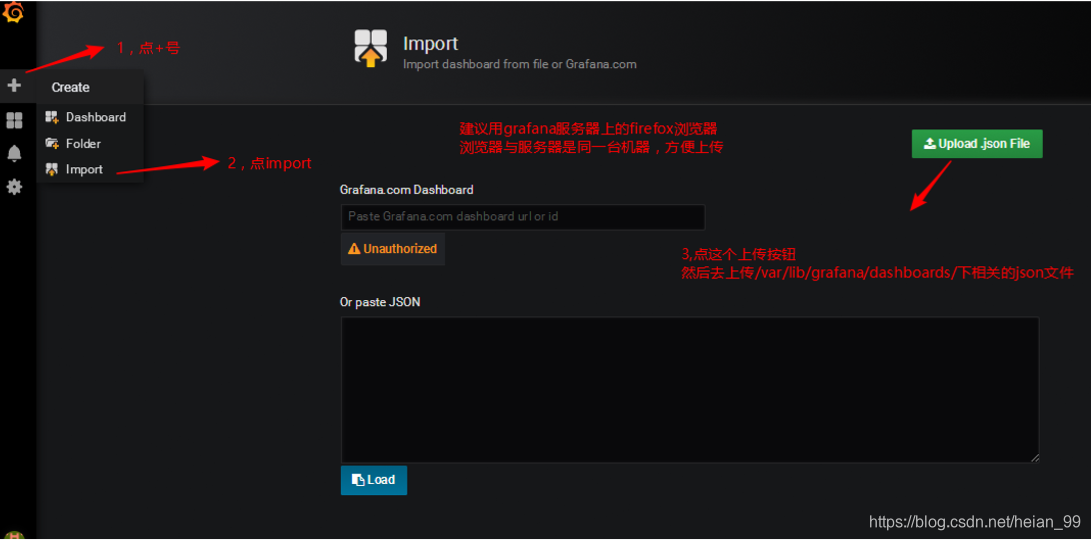 1，点+号
Import
Import dashboard from file or Grafana.com
Create
Dashboard
Folder
Import
2，点import
建议用grafana服务器上的firefox浏览器
浏览器与服务器是同一台机器，方便上传
Upload .json File
Grafana.com Dashboard
Paste Grafana.com dashboard url or id
Unauthorized
3,点这个上传按钮
然后去上传/var/lib/grafana/dashboards/下相关的json文件
Or paste JSON
Load
https://blog.csdn.net/heian_99